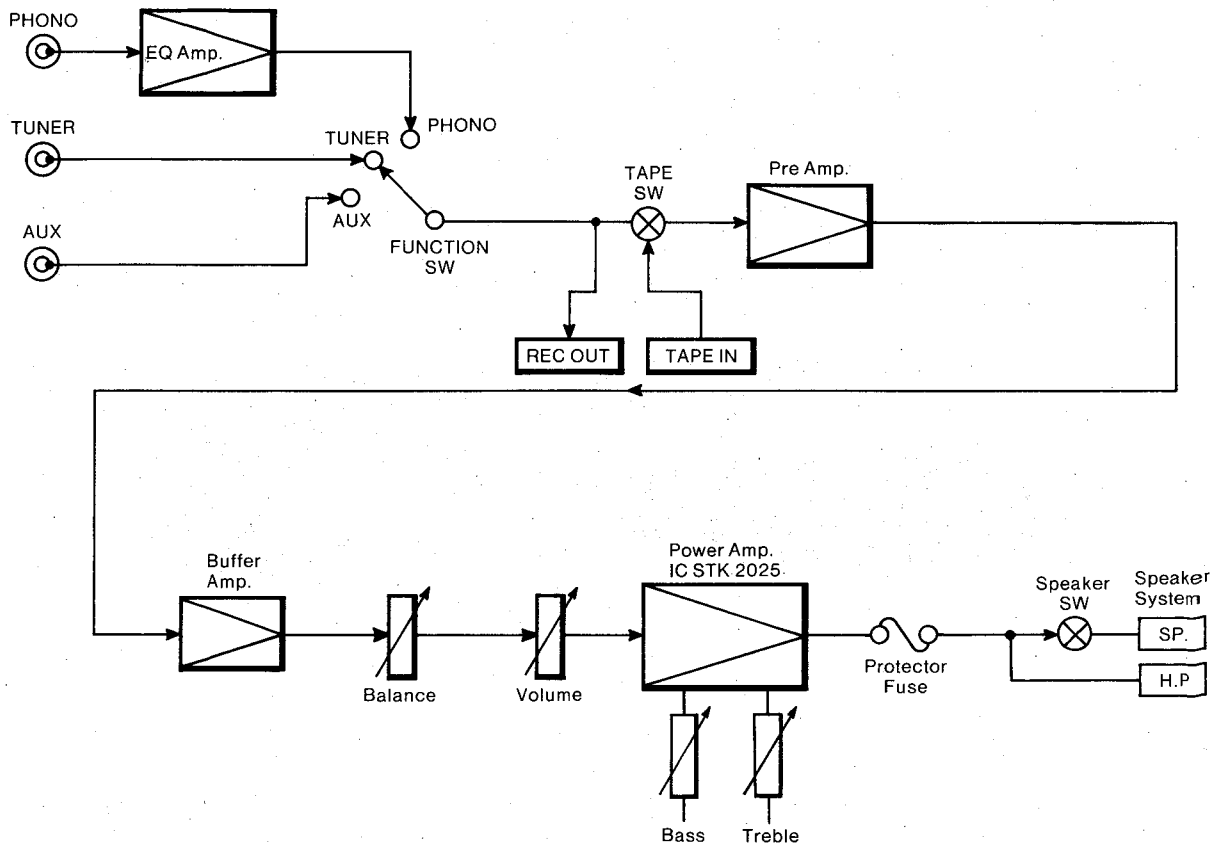 PHONO
EQ Amp.
TUNER
AUX
TUNER
PHONO
AUX
FUNCTION
SW
TAPE
SW
Pre Amp.
REC OUT
TAPE IN
Buffer
Amp.
Balance
Volume
Power Amp.
IC STK 2025
Bass
Treble
Protector
Fuse
Speaker
SW
Speaker
System
SP.
H.P